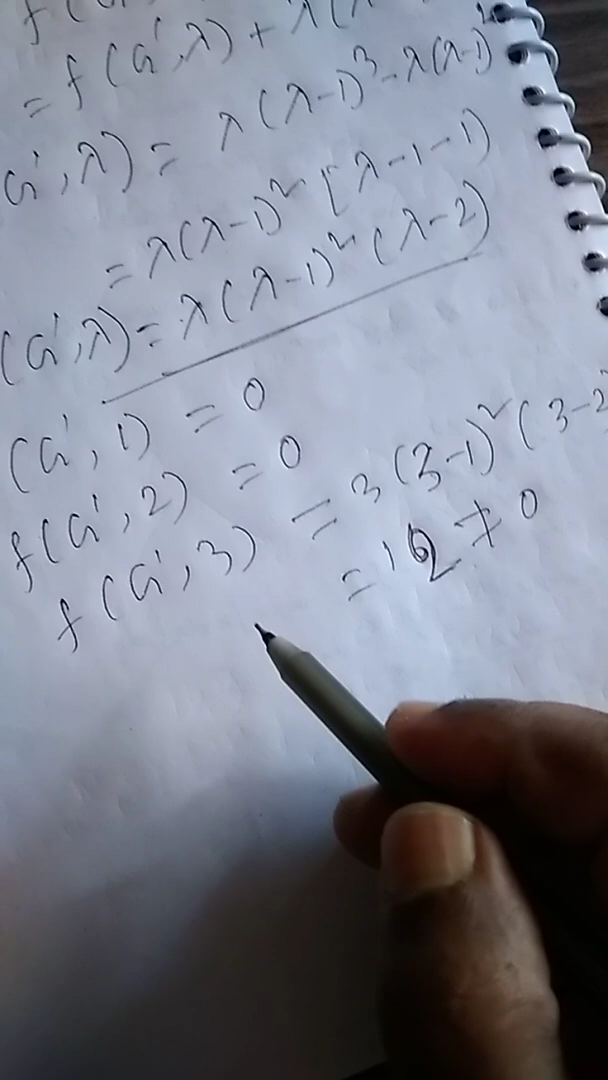 = f(G',λ) + λ(λ
G',λ) = λ(λ-1)³-λ(λ-1)²
= λ(λ-1)² [λ-1-1)
(G',λ) = λ(λ-1)² (λ-2)
(G',1) = 0
f(G',2) = 0
f(G',3) = 3(3-1)² (3-2
= 12 ≠ 0